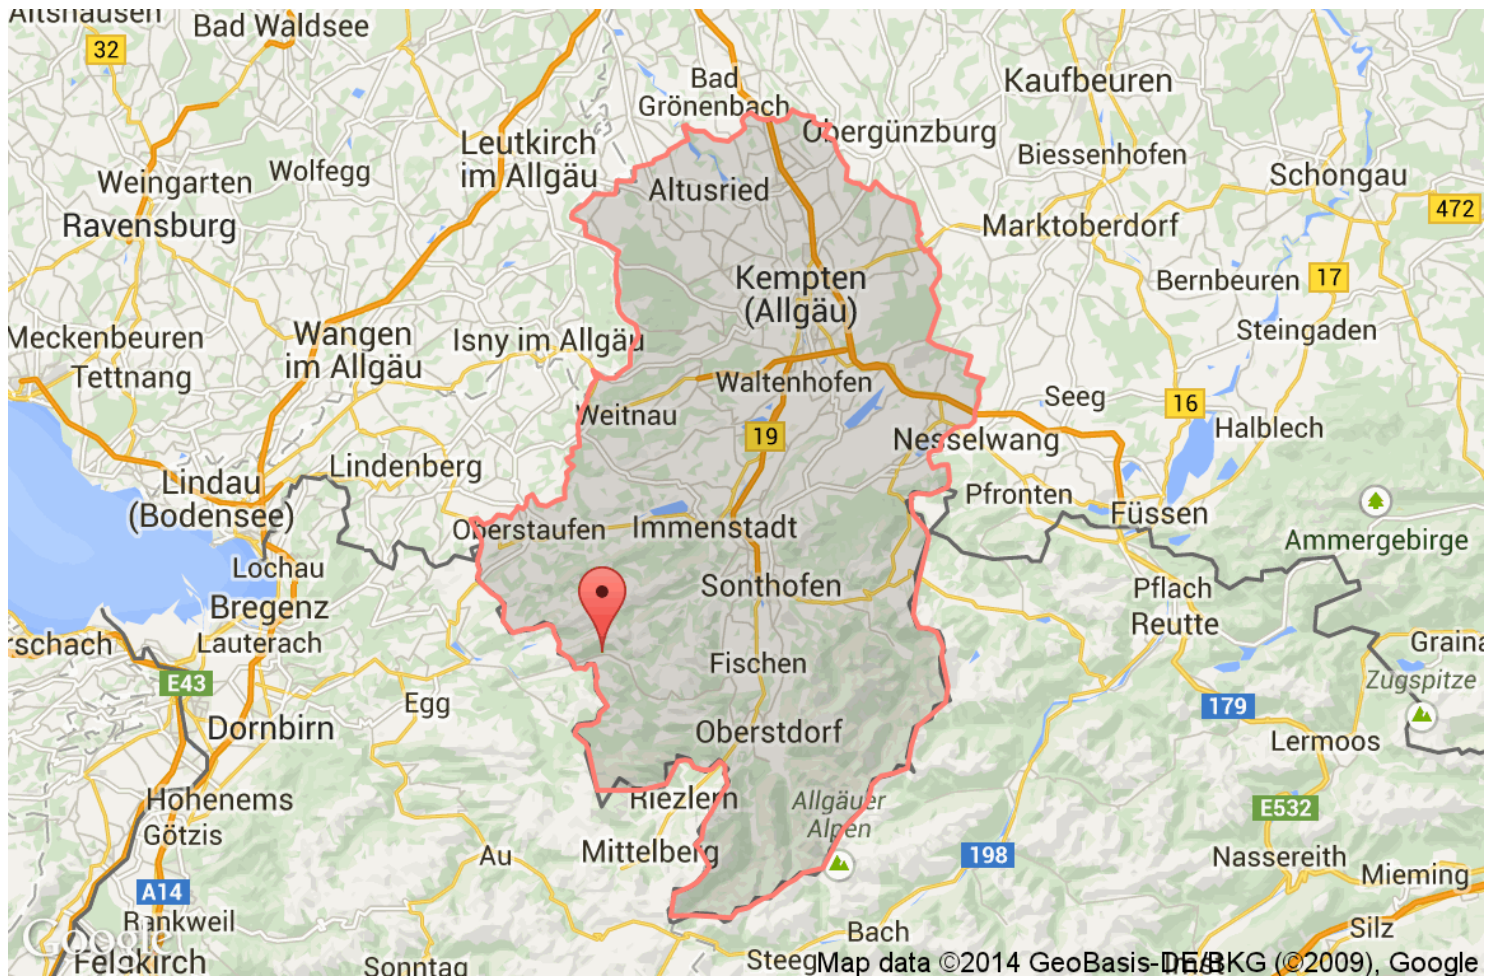 Altshausen
Bad Waldsee
32
Bad
Grönenbach
Kaufbeuren
Obergünzburg
Leutkirch
im Allgäu
Wolfegg
Biessenhofen
Weingarten
Altusried
Schongau
Ravensburg
Marktoberdorf
472
Kempten
(Allgäu)
Bernbeuren
17
Meckenbeuren
Wangen
im Allgäu
Isny im Allgäu
Steingaden
Tettnang
Waltenhofen
Seeg
16
Weitnau
19
Nesselwang
Halblech
Lindenberg
Lindau
(Bodensee)
Pfronten
Füssen
Oberstaufen
Immenstadt
Ammergebirge
Lochau
Sonthofen
Pflach
Bregenz
Reutte
rschach
Lauterach
Graina
Fischen
Zugspitze
E43
Egg
179
Dornbirn
Oberstdorf
Lermoos
Hohenems
Riezlern
Allgäuer
Alpen
E532
Götzis
Mittelberg
Au
198
Nassereith
Mieming
A14
Rankweil
Google
Bach
Silz
Feldkirch
Sonntag
Steeg
Map data ©2014 GeoBasis-DE/BKG (©2009), Google